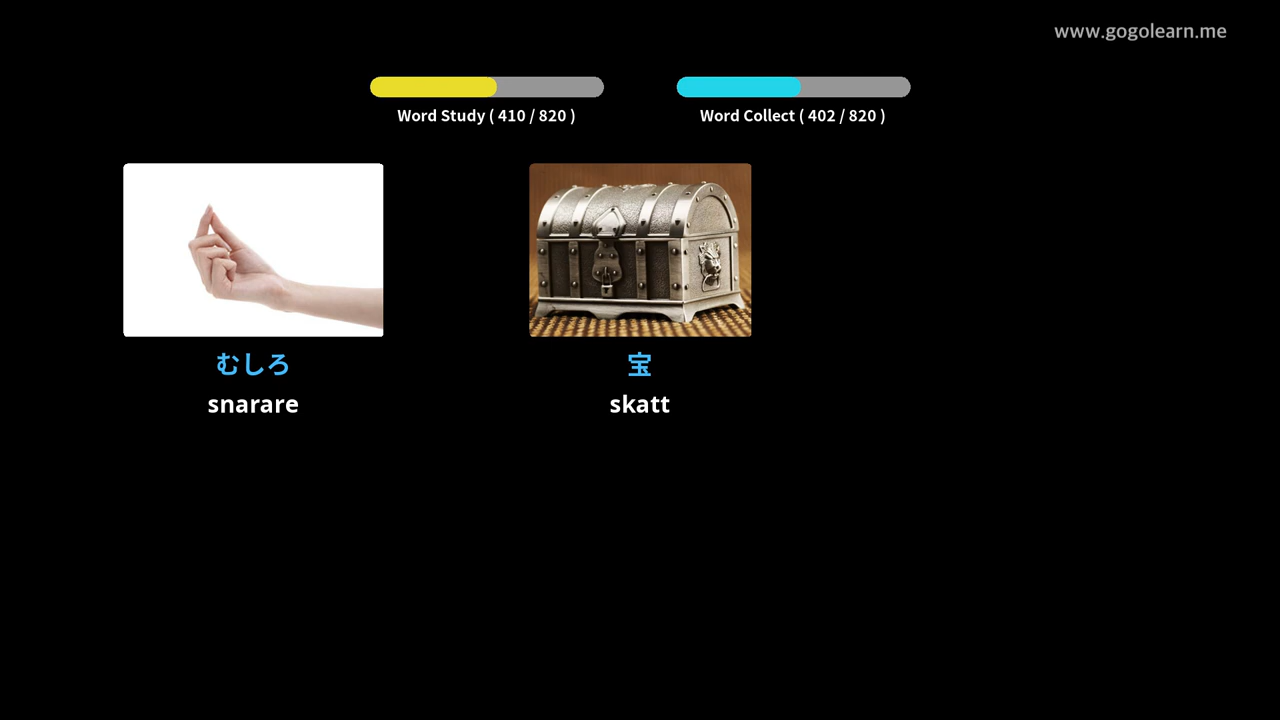 www.gogolearn.me
Word Study ( 410 / 820 )
Word Collect ( 402 / 820 )
むしろ
snarare
宝
skatt